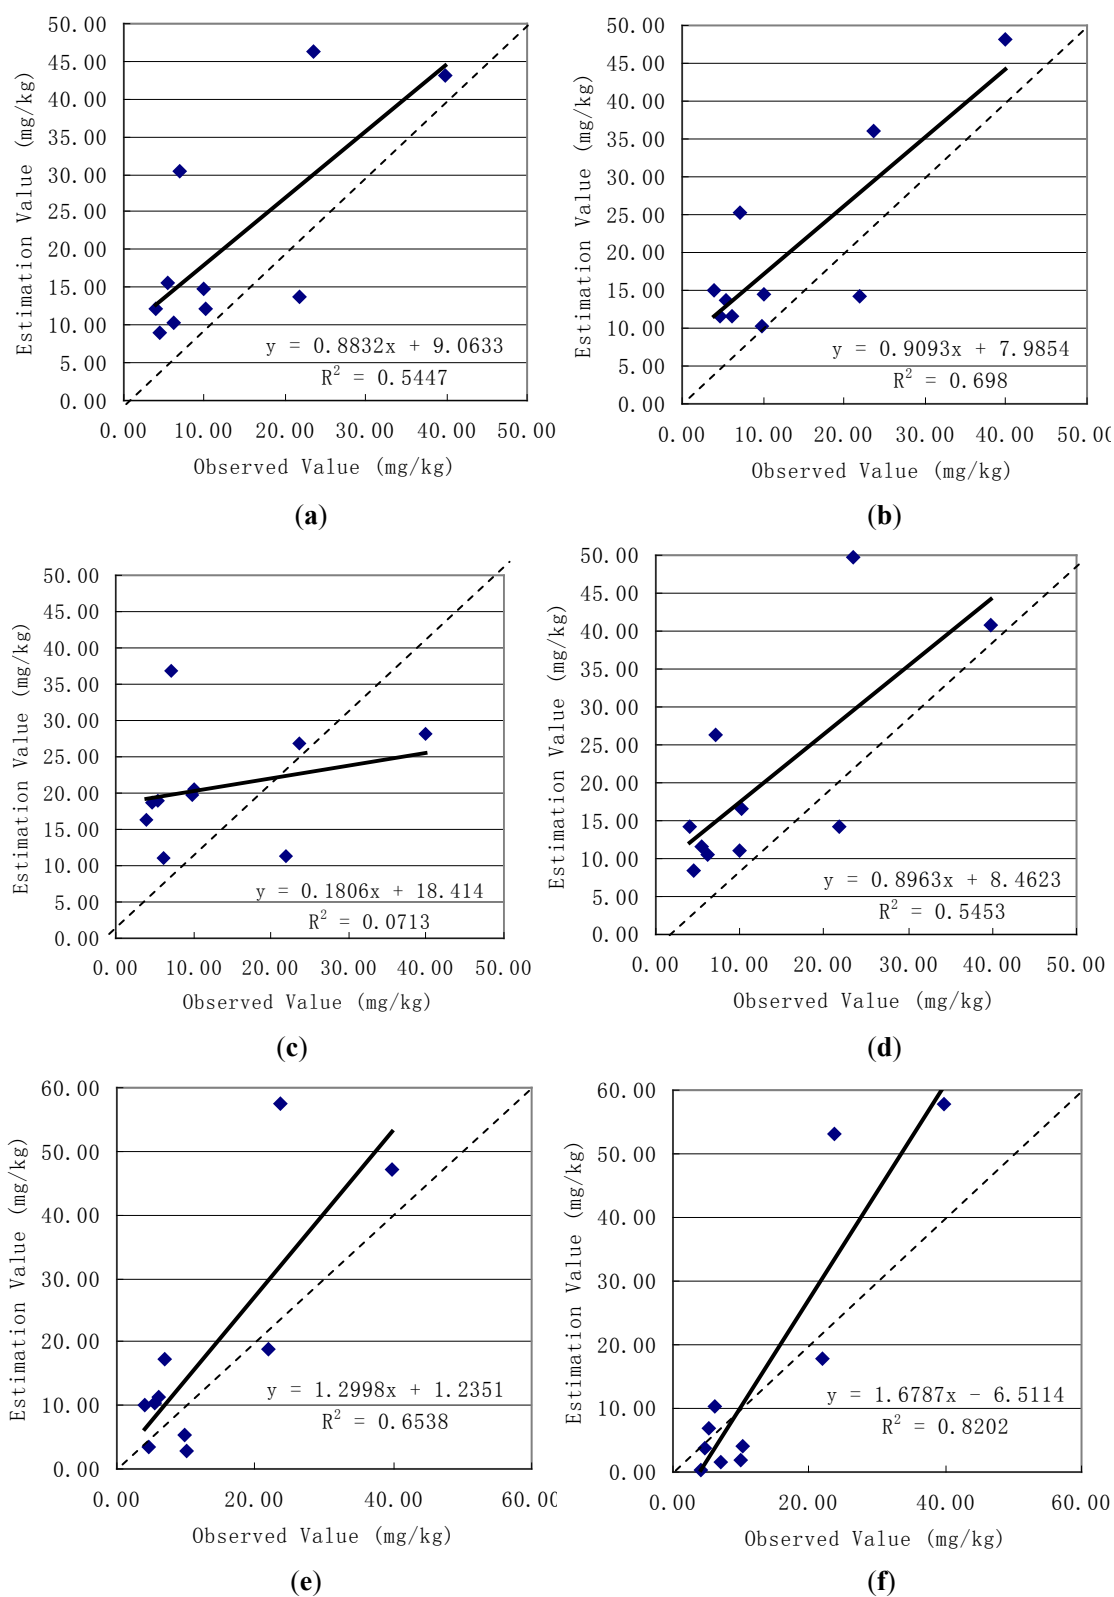 50.00
45.00
40.00
35.00
30.00
25.00
20.00
15.00
10.00
5.00
0.00
Estimation Value (mg/kg)
y = 0.8832x + 9.0633
R² = 0.5447
0.00 10.00 20.00 30.00 40.00 50.00
Observed Value (mg/kg)
(a)
50.00
45.00
40.00
35.00
30.00
25.00
20.00
15.00
10.00
5.00
0.00
Estimation Value (mg/kg)
y = 0.9093x + 7.9854
R² = 0.698
0.00 10.00 20.00 30.00 40.00 50.00
Observed Value (mg/kg)
(b)
50.00
45.00
40.00
35.00
30.00
25.00
20.00
15.00
10.00
5.00
0.00
Estimation Value (mg/kg)
y = 0.1806x + 18.414
R² = 0.0713
0.00 10.00 20.00 30.00 40.00 50.00
Observed Value (mg/kg)
(c)
50.00
45.00
40.00
35.00
30.00
25.00
20.00
15.00
10.00
5.00
0.00
Estimation Value (mg/kg)
y = 0.8963x + 8.4623
R² = 0.5453
0.00 10.00 20.00 30.00 40.00 50.00
Observed Value (mg/kg)
(d)
60.00
50.00
40.00
30.00
20.00
10.00
0.00
Estimation Value (mg/kg)
y = 1.2998x + 1.2351
R² = 0.6538
0.00 20.00 40.00 60.00
Observed Value (mg/kg)
(e)
60.00
50.00
40.00
30.00
20.00
10.00
0.00
Estimation Value (mg/kg)
y = 1.6787x − 6.5114
R² = 0.8202
0.00 20.00 40.00 60.00
Observed Value (mg/kg)
(f)